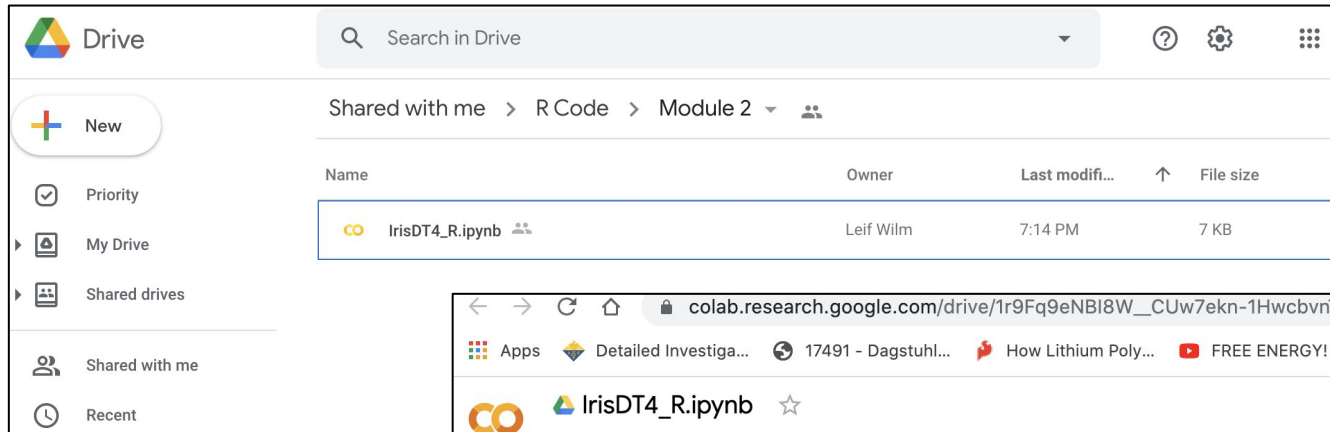 Drive
Search in Drive
New
Shared with me > R Code > Module 2
Name Owner Last modifi... ↑ File size
Priority
My Drive
Shared drives
Shared with me
Recent
IrisDT4_R.ipynb Leif Wilm 7:14 PM 7 KB
colab.research.google.com/drive/1r9Fq9eNBI8W__CUw7ekn-1Hwcbvn
Apps Detailed Investiga... 17491 - Dagstuhl... How Lithium Poly... FREE ENERGY!
IrisDT4_R.ipynb